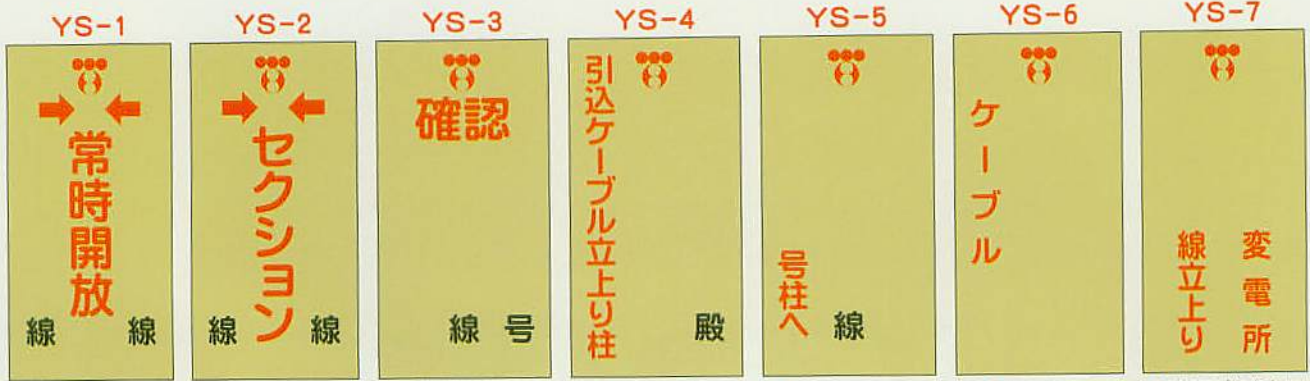 YS-1
常時開放
線
線
YS-2
セクション
線
線
YS-3
確認
線
号
YS-4
引込ケーブル立上り柱
殿
YS-5
号柱へ
線
YS-6
ケーブル
YS-7
変電所
線立上り